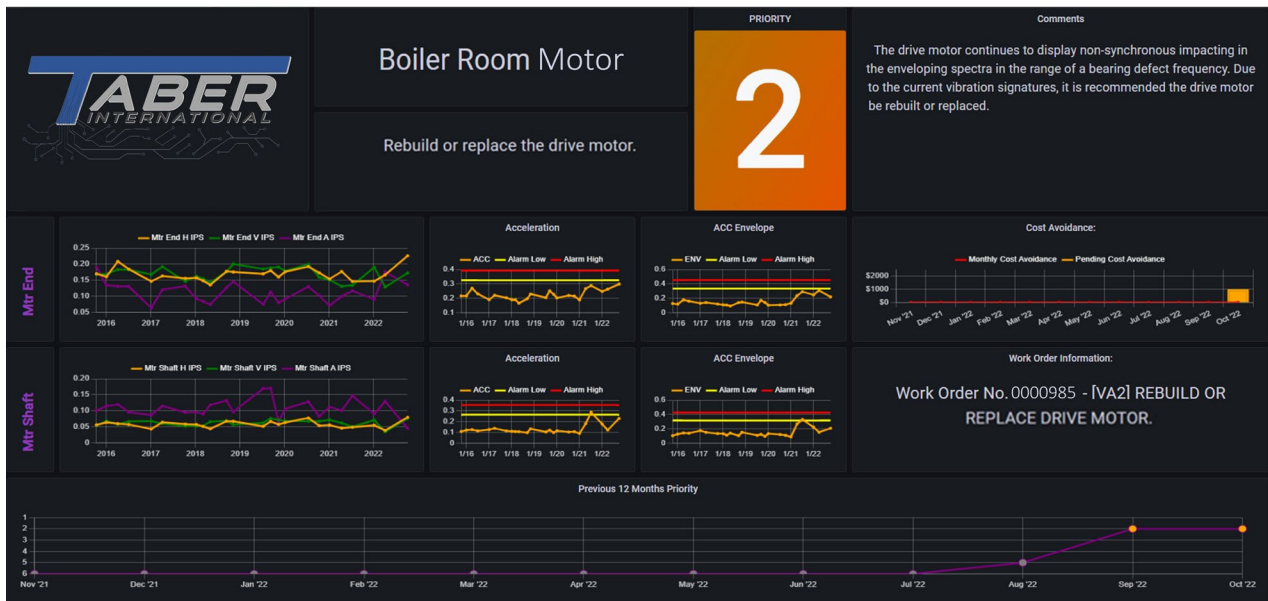 TABER
INTERNATIONAL
Boiler Room Motor
Rebuild or replace the drive motor.
PRIORITY
2
Comments
The drive motor continues to display non-synchronous impacting in
the enveloping spectra in the range of a bearing defect frequency. Due
to the current vibration signatures, it is recommended the drive motor
be rebuilt or replaced.
Mtr End
Mtr End H IPS Mtr End V IPS Mtr End A IPS
0.25
0.20
0.15
0.10
0.05
2016 2017 2018 2019 2020 2021 2022
Acceleration
ACC Alarm Low Alarm High
0.4
0.3
0.2
0.1
1/16 1/17 1/18 1/19 1/20 1/21 1/22
ACC Envelope
ENV Alarm Low Alarm High
0.6
0.4
0.2
0
1/16 1/17 1/18 1/19 1/20 1/21 1/22
Cost Avoidance:
Monthly Cost Avoidance Pending Cost Avoidance
$2000
$1000
$0
Nov '21 Dec '21 Jan '22 Feb '22 Mar '22 Apr '22 May '22 Jun '22 Jul '22 Aug '22 Sep '22 Oct '22
Mtr Shaft
Mtr Shaft H IPS Mtr Shaft V IPS Mtr Shaft A IPS
0.20
0.15
0.10
0.05
0
2016 2017 2018 2019 2020 2021 2022
Acceleration
ACC Alarm Low Alarm High
0.4
0.3
0.2
0.1
0
1/16 1/17 1/18 1/19 1/20 1/21 1/22
ACC Envelope
ENV Alarm Low Alarm High
0.6
0.4
0.2
0
1/16 1/17 1/18 1/19 1/20 1/21 1/22
Work Order Information:
Work Order No. 0000985 - [VA2] REBUILD OR
REPLACE DRIVE MOTOR.
Previous 12 Months Priority
1
2
3
4
5
6
Nov '21 Dec '21 Jan '22 Feb '22 Mar '22 Apr '22 May '22 Jun '22 Jul '22 Aug '22 Sep '22 Oct '22